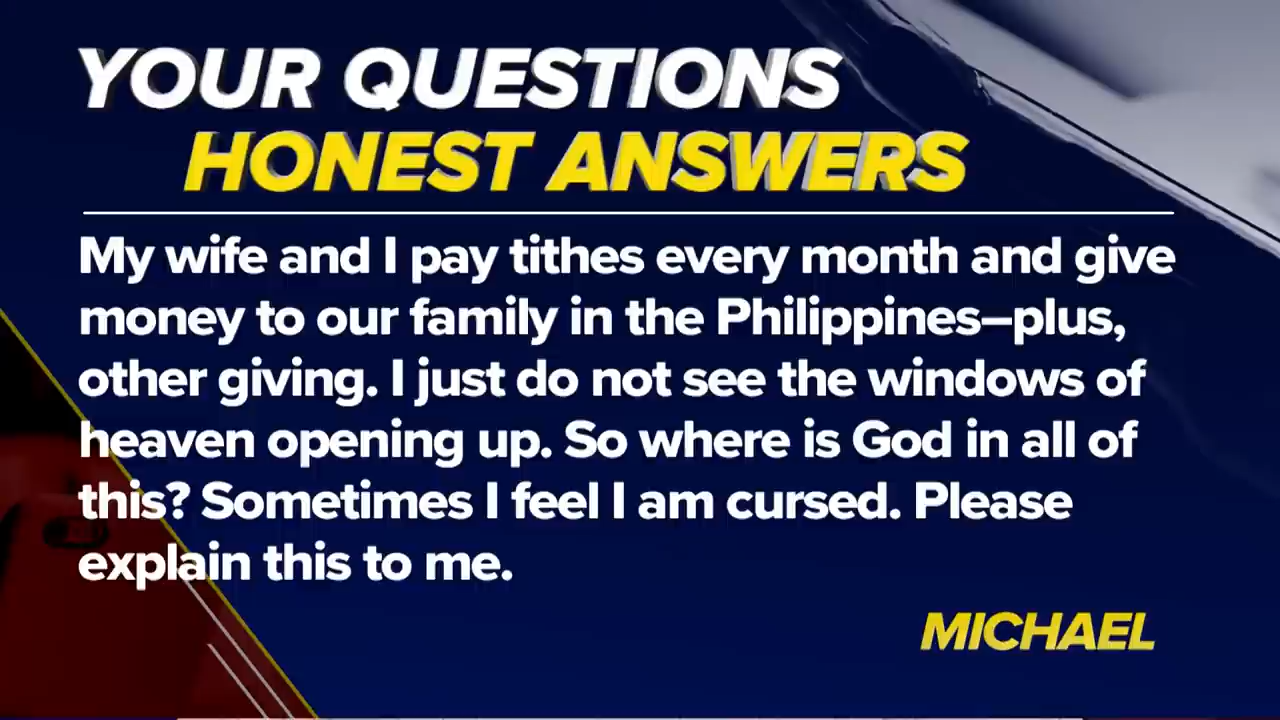 YOUR QUESTIONS
HONEST ANSWERS
My wife and I pay tithes every month and give
money to our family in the Philippines–plus,
other giving. I just do not see the windows of
heaven opening up. So where is God in all of
this? Sometimes I feel I am cursed. Please
explain this to me.
MICHAEL